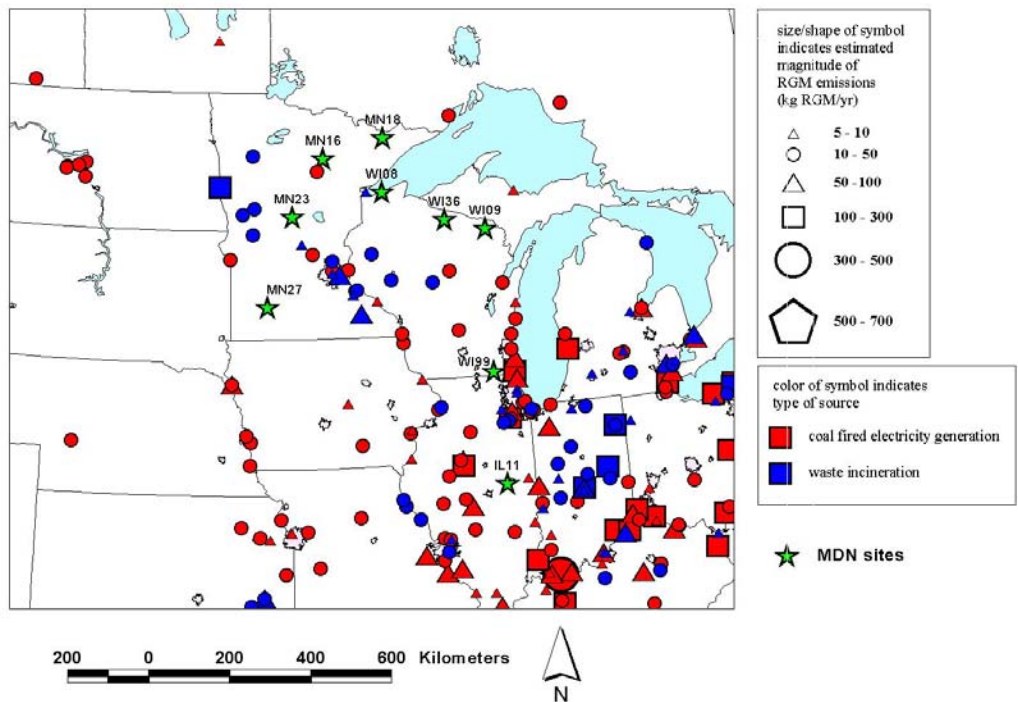 MN18
MN16
WI08
MN23
WI36
WI09
MN27
WI99
IL11
size/shape of symbol
indicates estimated
magnitude of
RGM emissions
(kg RGM/yr)
5 - 10
10 - 50
50 - 100
100 - 300
300 - 500
500 - 700
color of symbol indicates
type of source
coal fired electricity generation
waste incineration
MDN sites
200 0 200 400 600 Kilometers
N